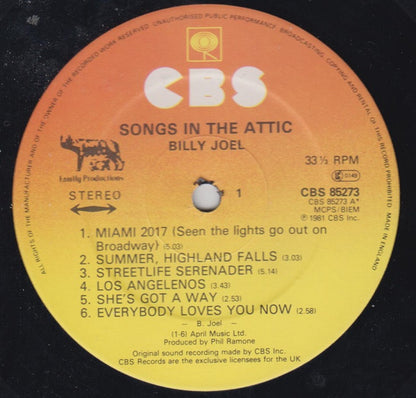 ALL RIGHTS OF THE MANUFACTURER AND OF THE OWNER OF THE RECORDED WORK RESERVED. UNAUTHORISED PUBLIC PERFORMANCE, BROADCASTING, COPYING AND RENTAL OF THIS RECORD PROHIBITED. MADE IN ENGLAND
CBS
SONGS IN THE ATTIC
BILLY JOEL
Family Productions
STEREO
33 ⅓ RPM
0149
CBS 85273
CBS 85273 A*
MCPS/BIEM
℗ 1981 CBS Inc.
1
1. MIAMI 2017 (Seen the lights go out on
Broadway) (5.03)
2. SUMMER, HIGHLAND FALLS (3.03)
3. STREETLIFE SERENADER (5.14)
4. LOS ANGELENOS (3.43)
5. SHE'S GOT A WAY (2.53)
6. EVERYBODY LOVES YOU NOW (2.58)
— B. Joel —
(1-6) April Music Ltd.
Produced by Phil Ramone
Original sound recording made by CBS Inc.
CBS Records are the exclusive licensees for the UK